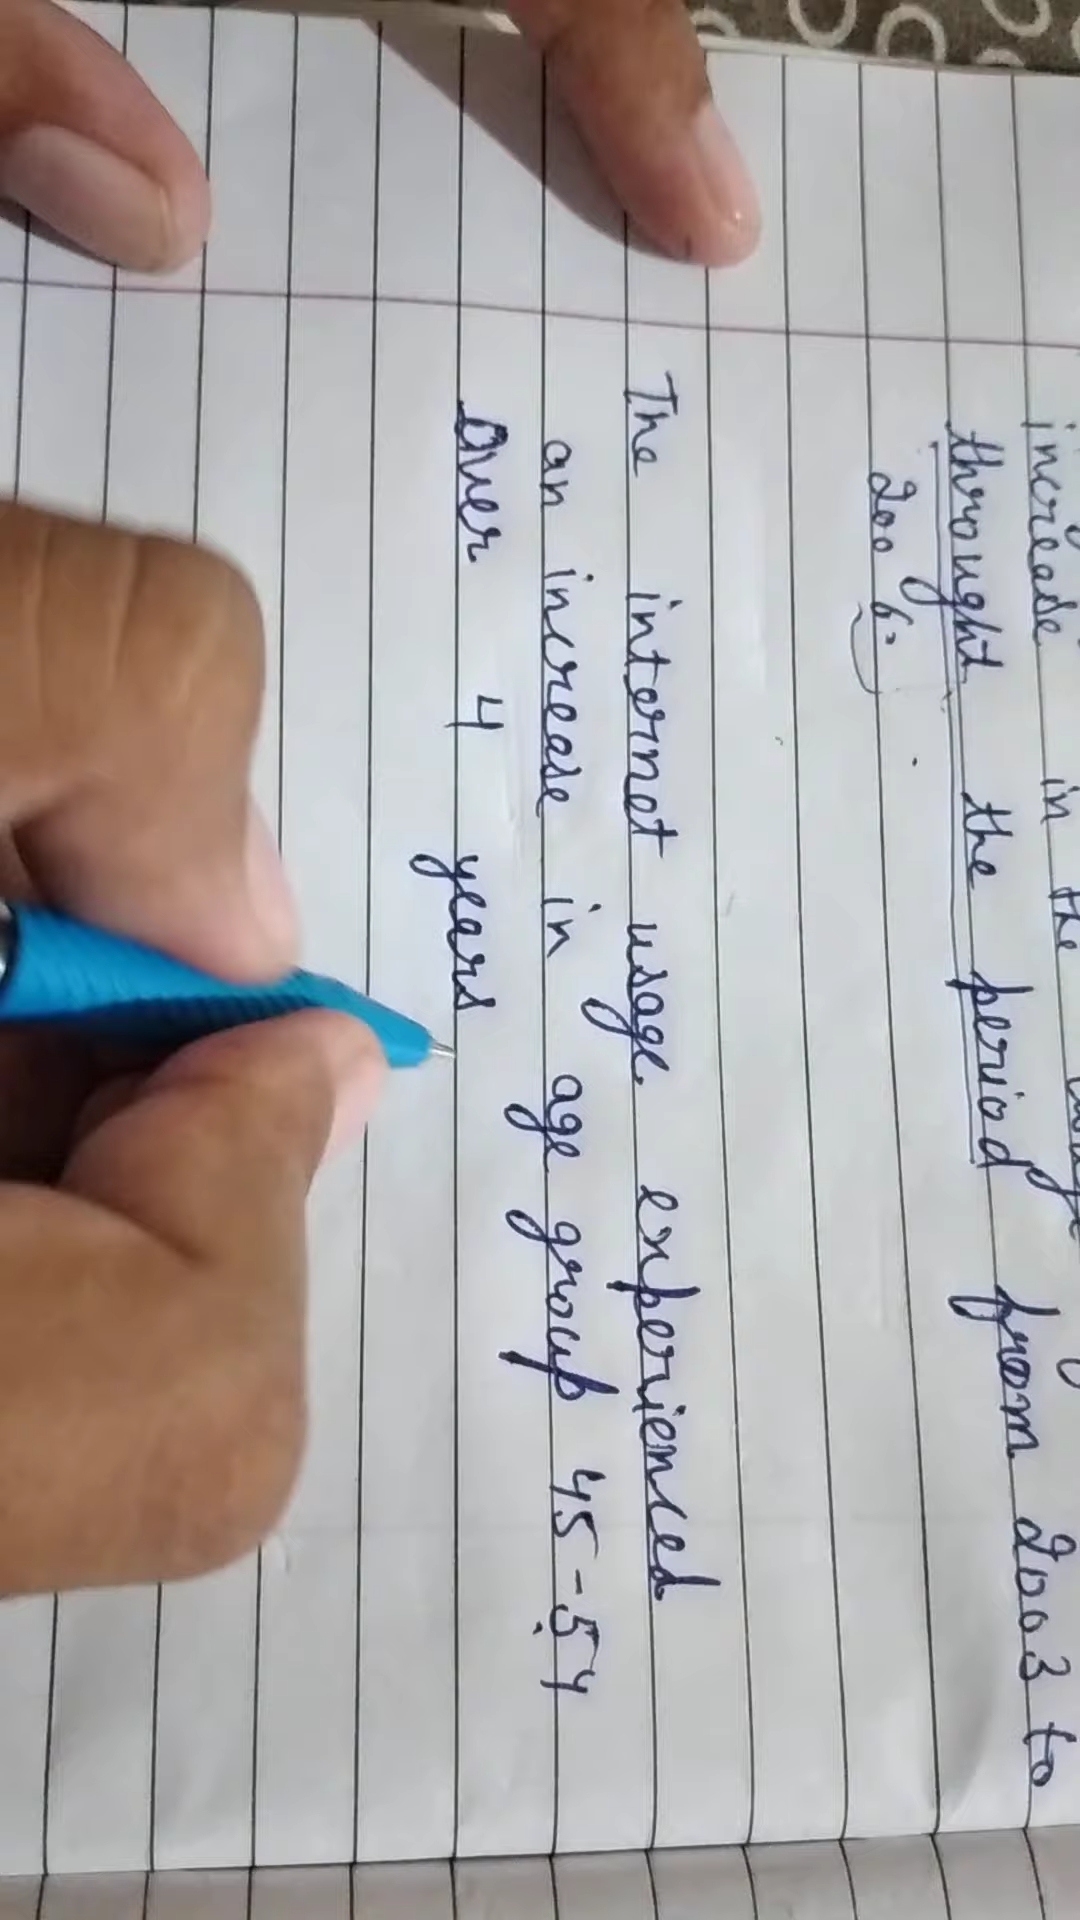 increase in the
throught the period from 2003 to
2006.
The internet usage experienced
an increase in age group 45-54
Over 4 years